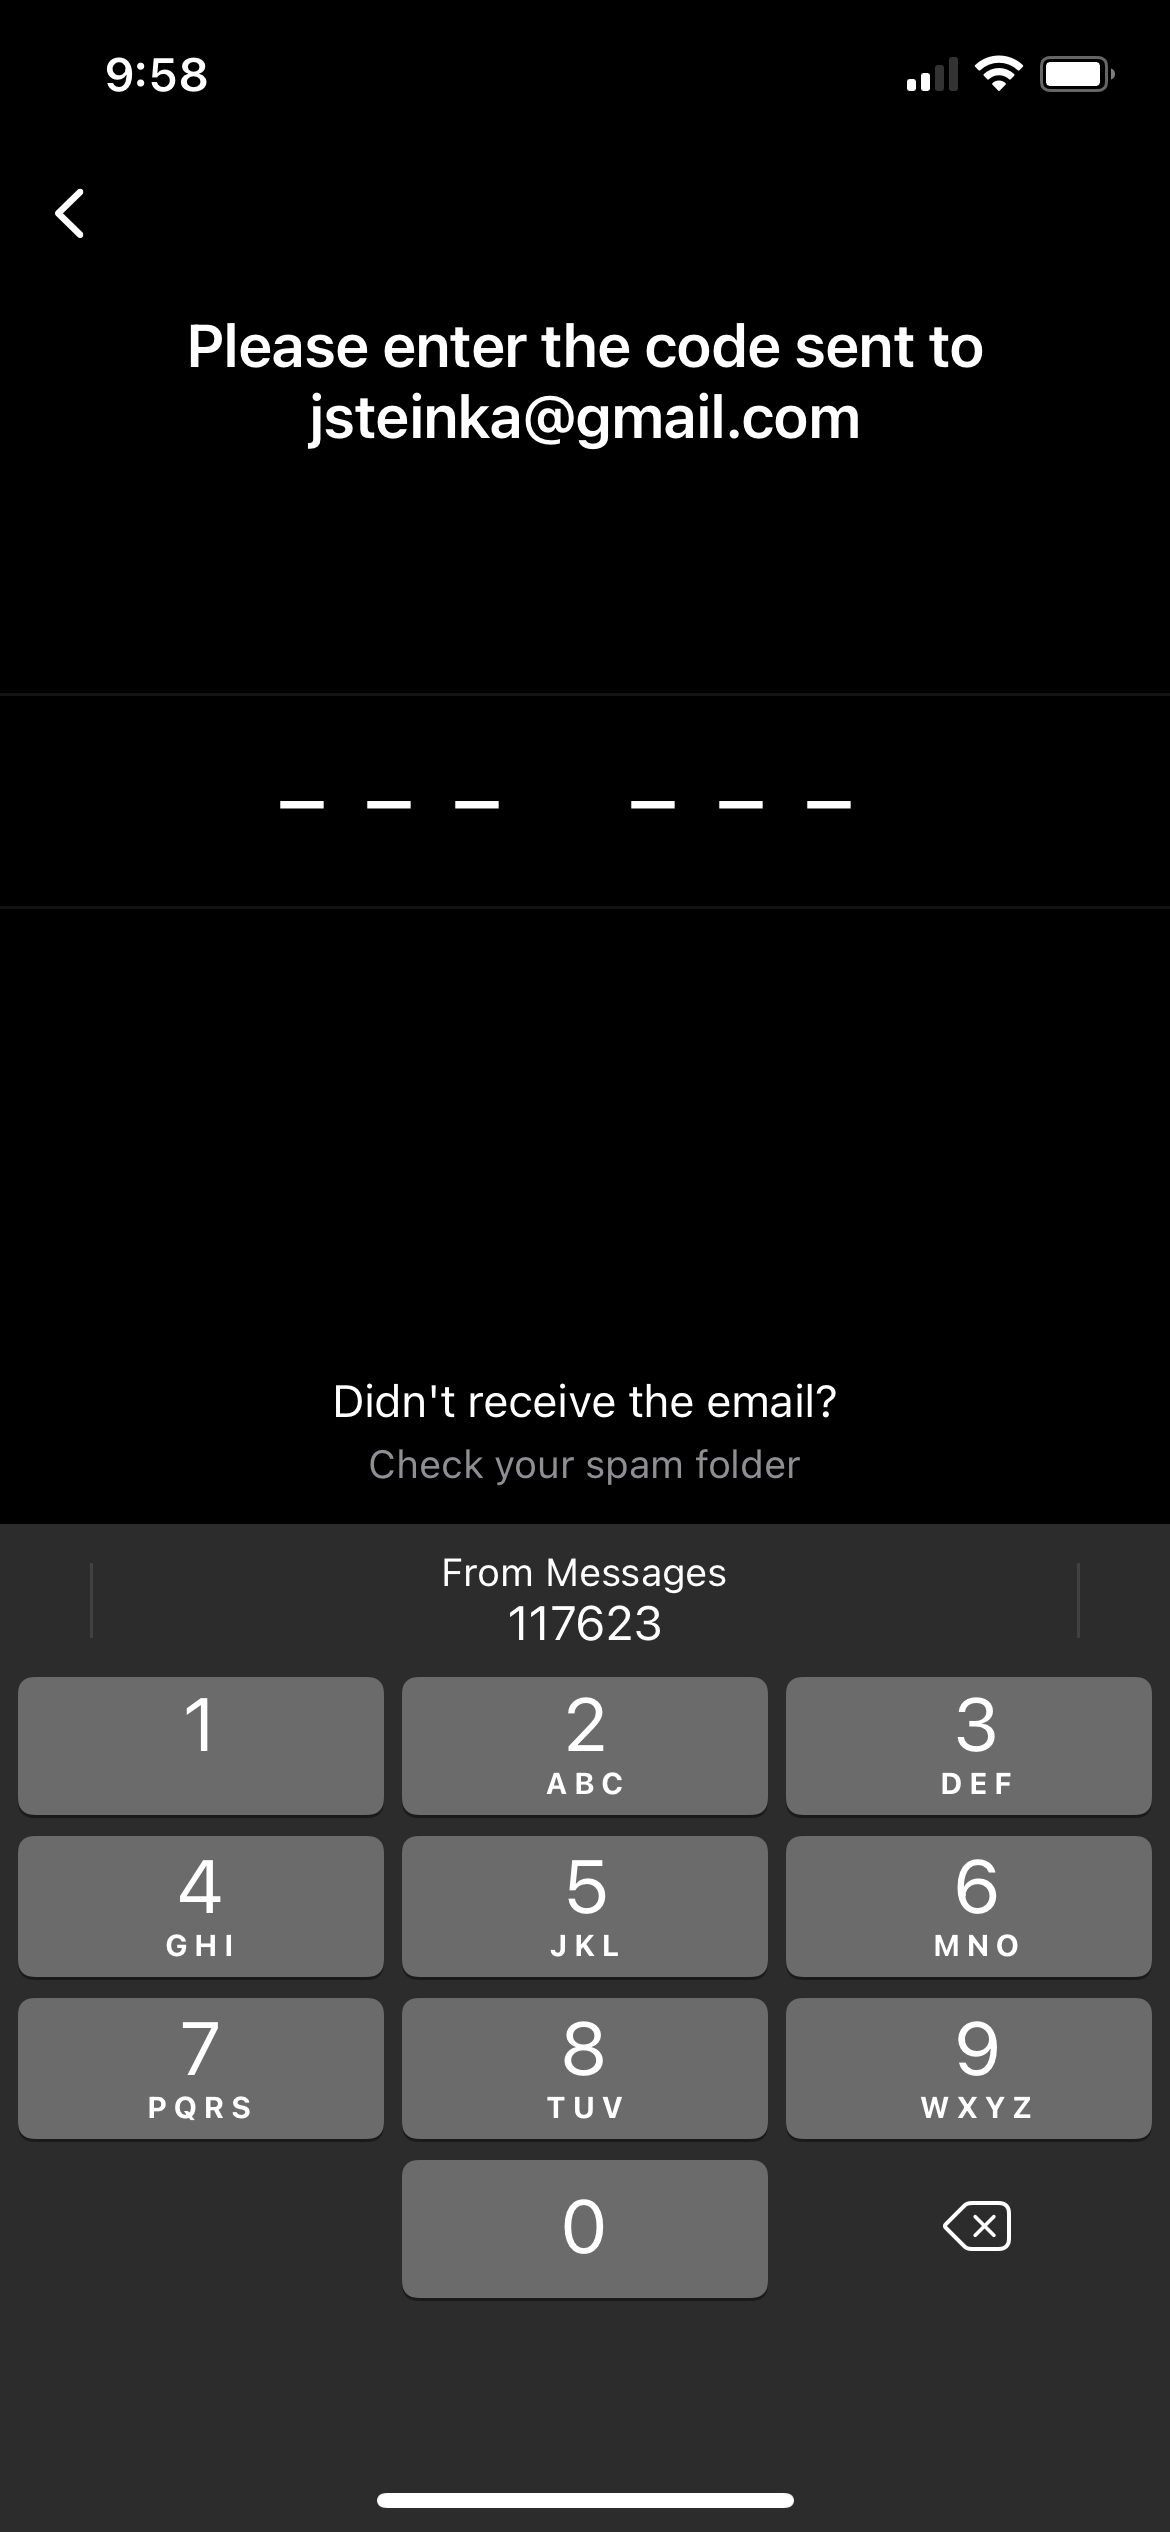 9:58
Please enter the code sent to
jsteinka@gmail.com
Didn't receive the email?
Check your spam folder
From Messages
117623
1
2
ABC
3
DEF
4
GHI
5
JKL
6
MNO
7
PQRS
8
TUV
9
WXYZ
0